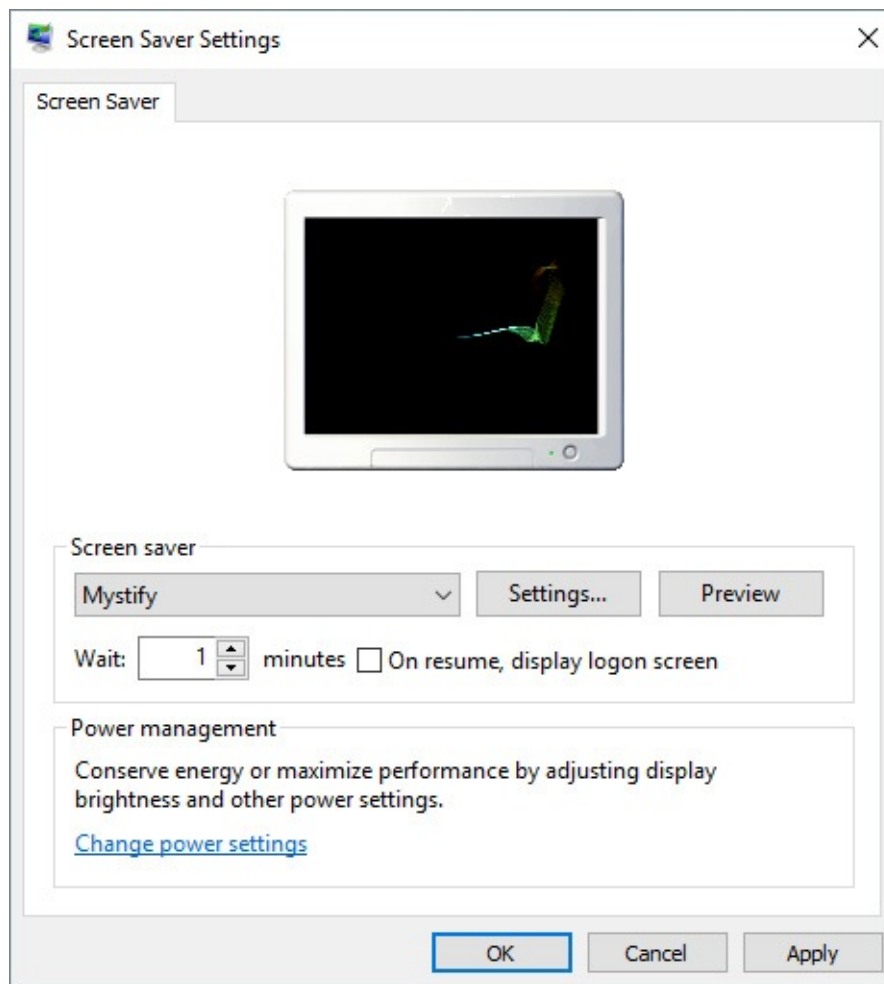 Screen Saver Settings
Screen Saver
Screen saver
Mystify
Settings...
Preview
Wait: 1 minutes On resume, display logon screen
Power management
Conserve energy or maximize performance by adjusting display
brightness and other power settings.
Change power settings
OK
Cancel
Apply